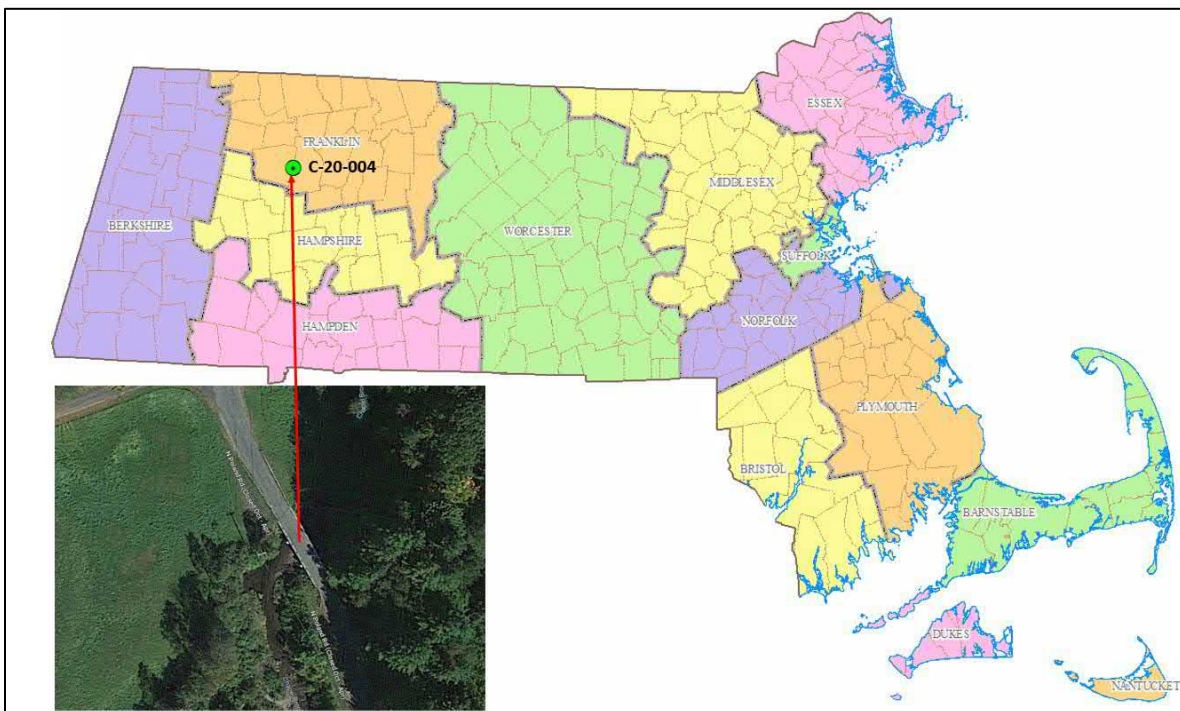 ESSEX
FRANKLIN
C-20-004
MIDDLESEX
BERKSHIRE
HAMPSHIRE
WORCESTER
SUFFOLK
HAMPDEN
NORFOLK
PLYMOUTH
BRISTOL
BARNSTABLE
DUKES
NANTUCKET